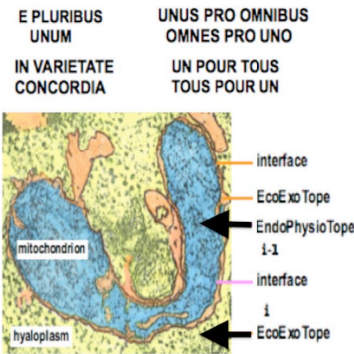 E PLURIBUS
UNUM
UNUS PRO OMNIBUS
OMNES PRO UNO
IN VARIETATE
CONCORDIA
UN POUR TOUS
TOUS POUR UN
interface
EcoExoTope
EndoPhysioTope
i-1
mitochondrion
interface
i
hyaloplasm
EcoExoTope